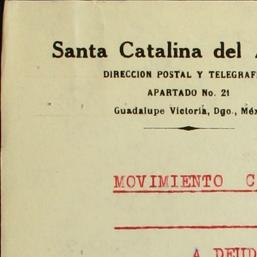 Santa Catalina del
DIRECCION POSTAL Y TELEGRAF
APARTADO No. 21
Guadalupe Victoria, Dgo., Méx
MOVIMIENTO C
A DEUD